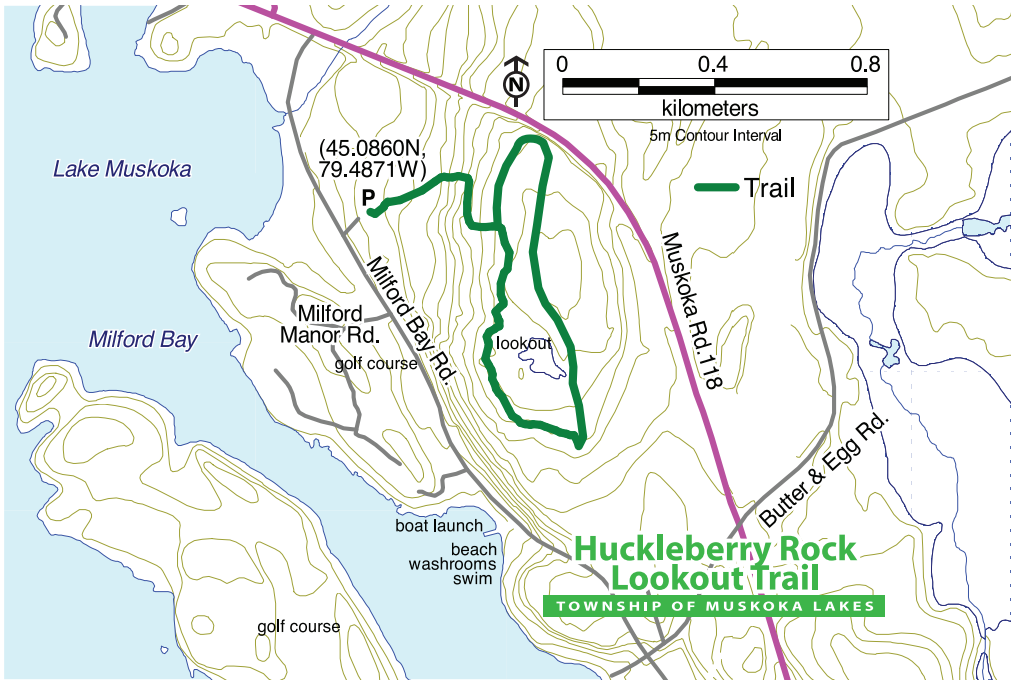 0 0.4 0.8
kilometers
5m Contour Interval
N
(45.0860N,
79.4871W)
P
Trail
Lake Muskoka
Muskoka Rd.118
Milford Bay Rd.
Milford
Manor Rd.
golf course
Milford Bay
lookout
Butter & Egg Rd.
boat launch
beach
washrooms
swim
golf course
Huckleberry Rock
Lookout Trail
TOWNSHIP OF MUSKOKA LAKES